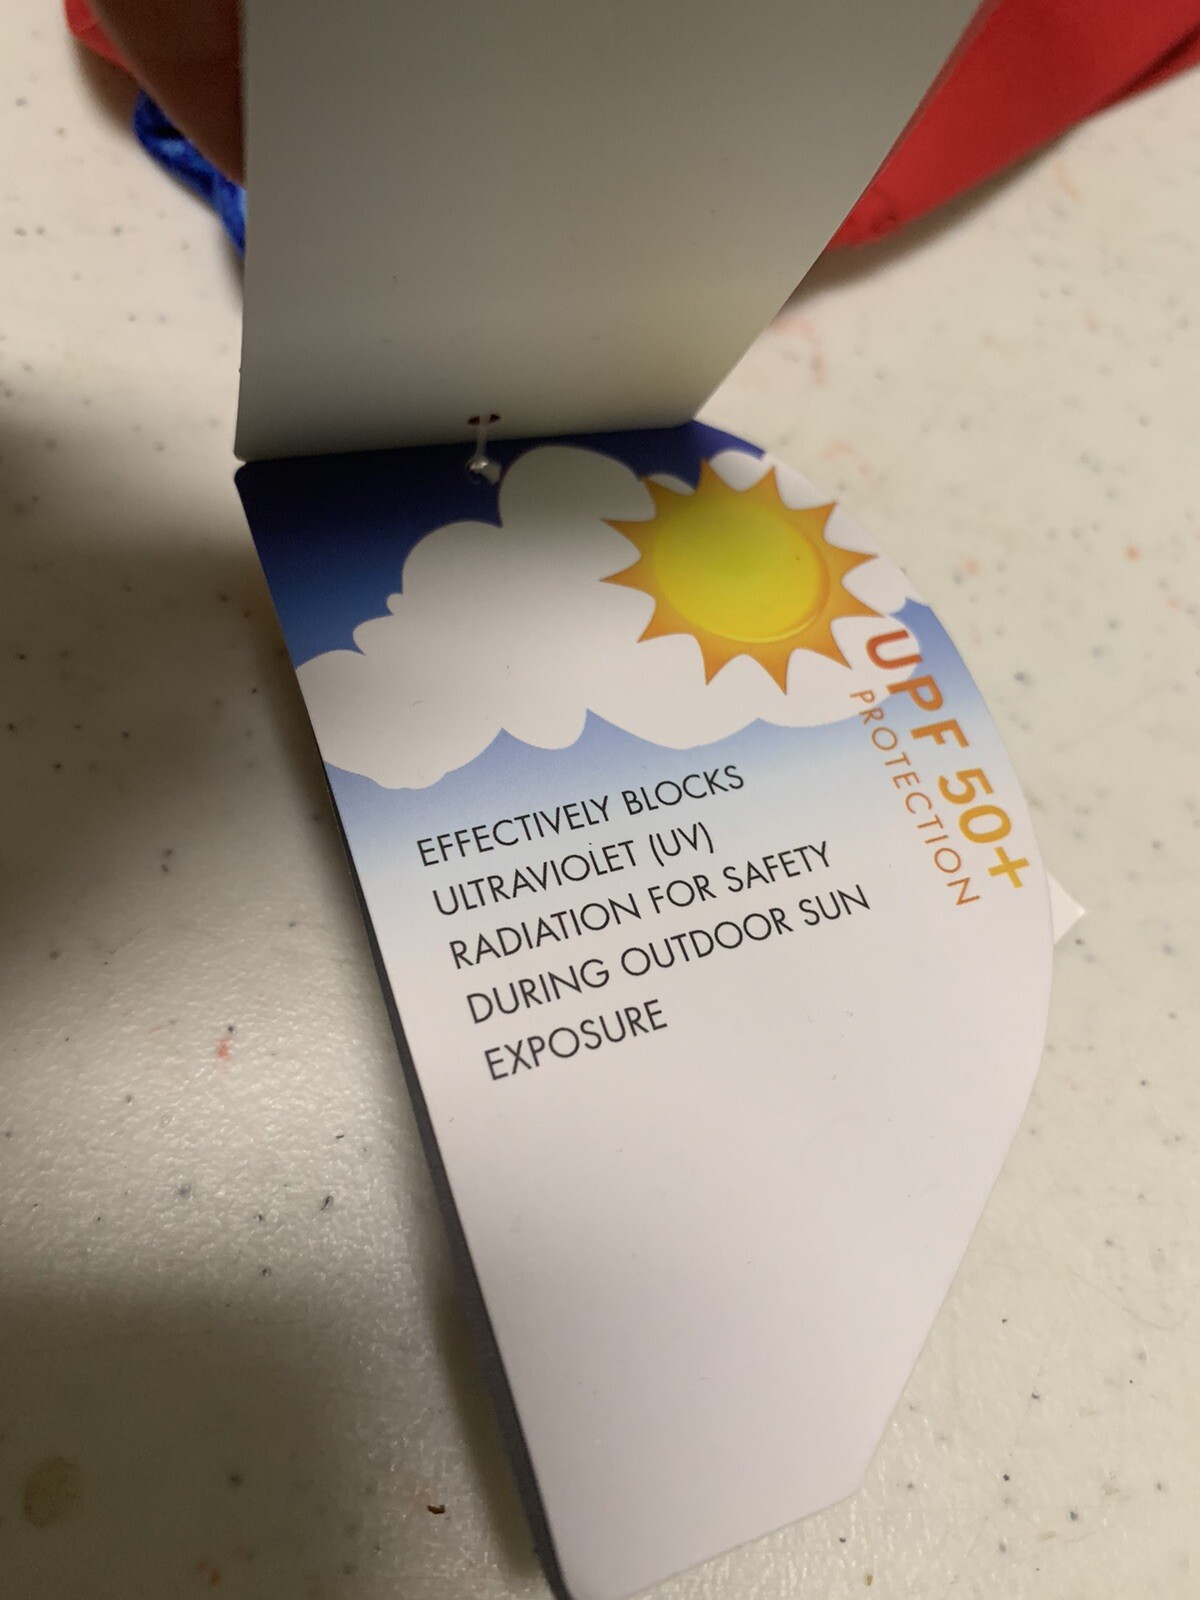 UPF 50+
PROTECTION
EFFECTIVELY BLOCKS
ULTRAVIOLET (UV)
RADIATION FOR SAFETY
DURING OUTDOOR SUN
EXPOSURE